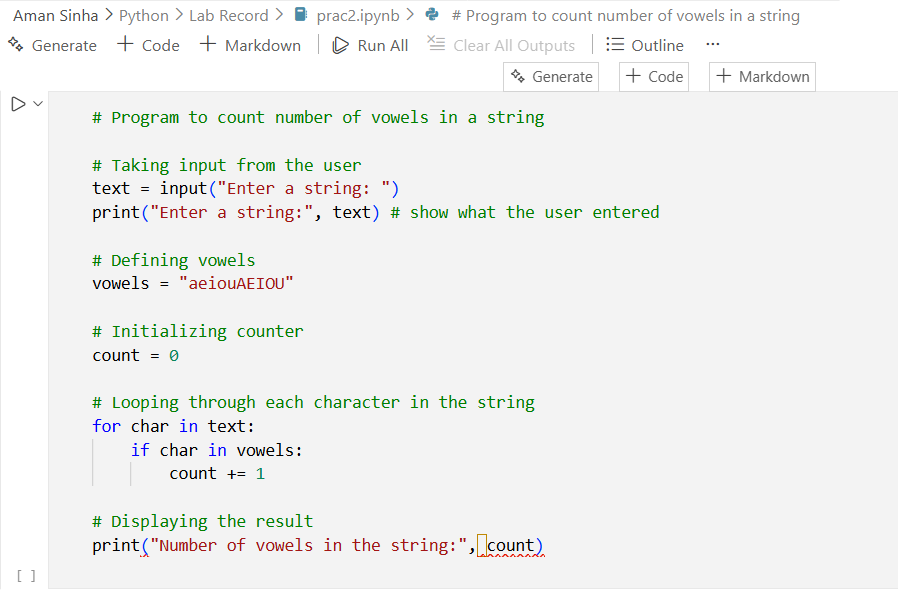 Aman Sinha > Python > Lab Record > prac2.ipynb > # Program to count number of vowels in a string
Generate + Code + Markdown | Run All Clear All Outputs | Outline ···
Generate + Code + Markdown
# Program to count number of vowels in a string
# Taking input from the user
text = input("Enter a string: ")
print("Enter a string:", text) # show what the user entered
# Defining vowels
vowels = "aeiouAEIOU"
# Initializing counter
count = 0
# Looping through each character in the string
for char in text:
    if char in vowels:
        count += 1
# Displaying the result
print("Number of vowels in the string:", count)
[ ]